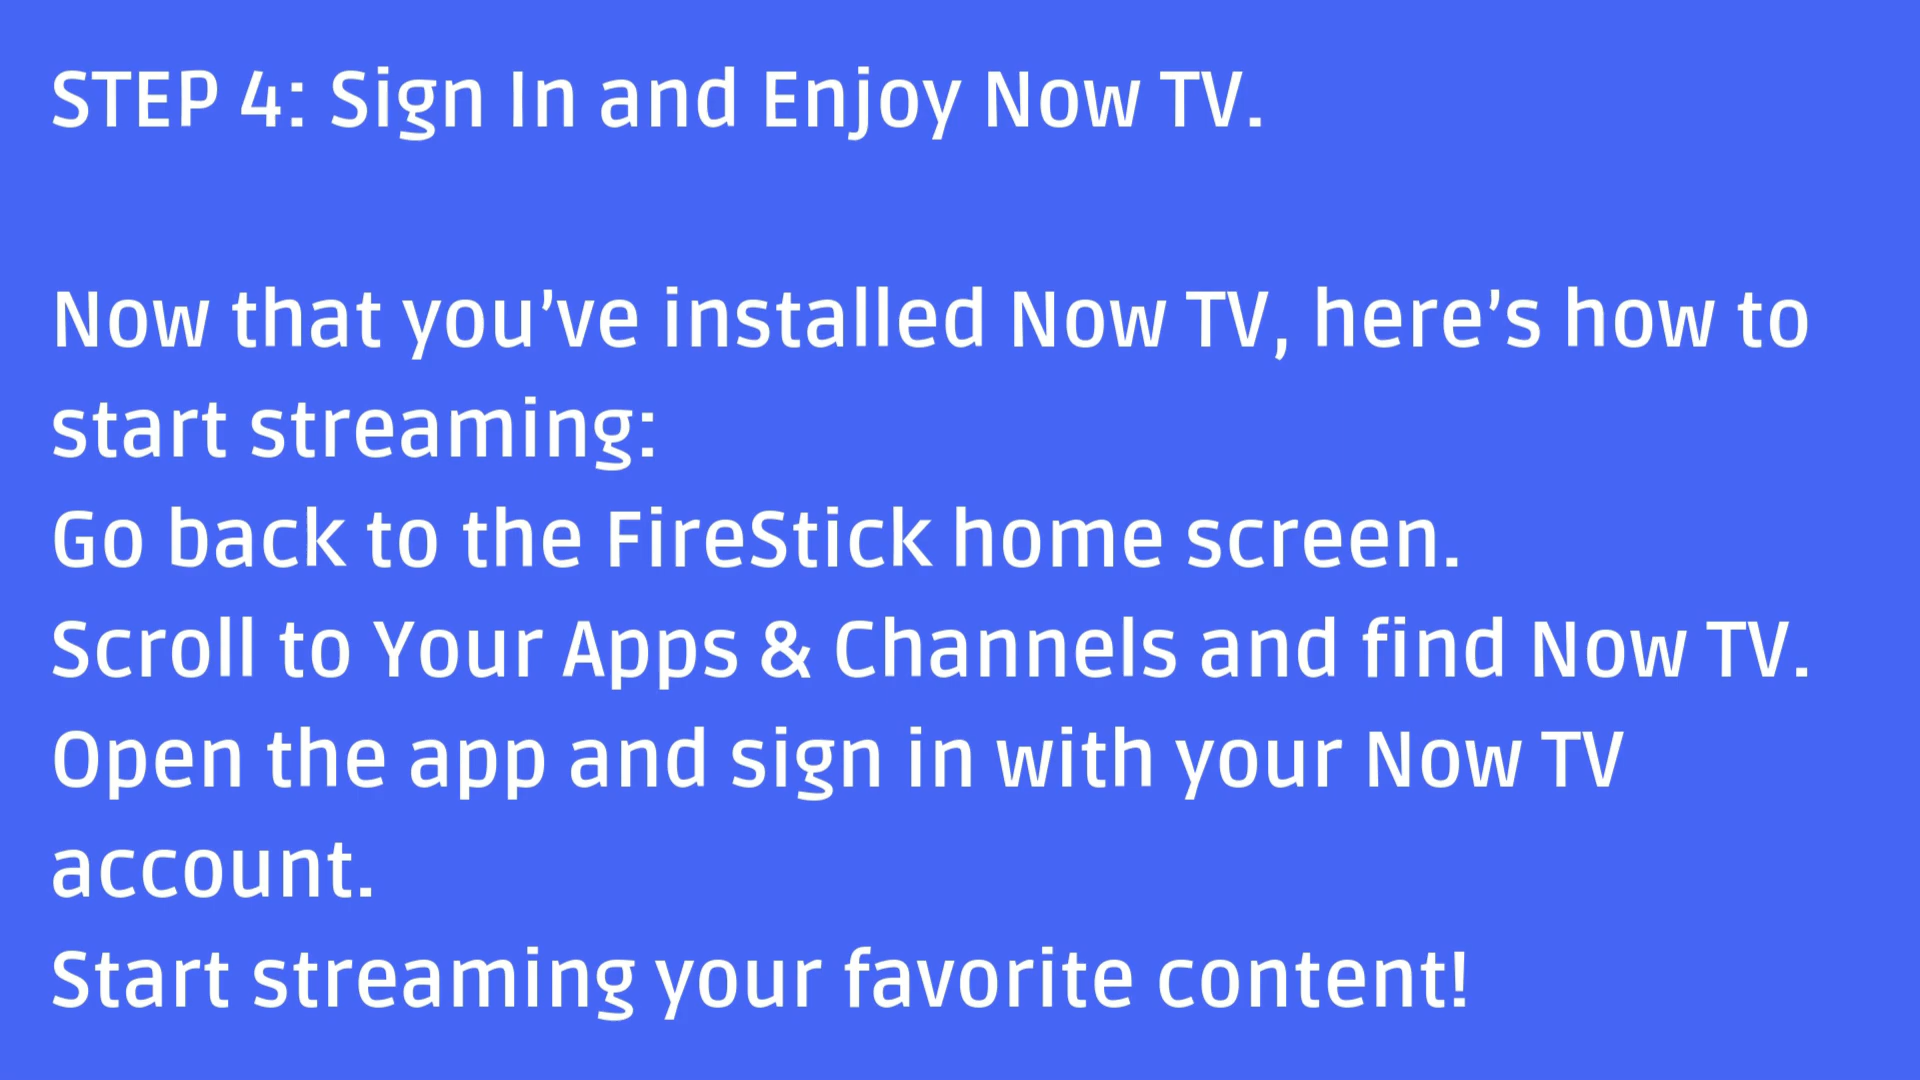 STEP 4: Sign In and Enjoy Now TV.
Now that you’ve installed Now TV, here’s how to
start streaming:
Go back to the FireStick home screen.
Scroll to Your Apps & Channels and find Now TV.
Open the app and sign in with your Now TV
account.
Start streaming your favorite content!